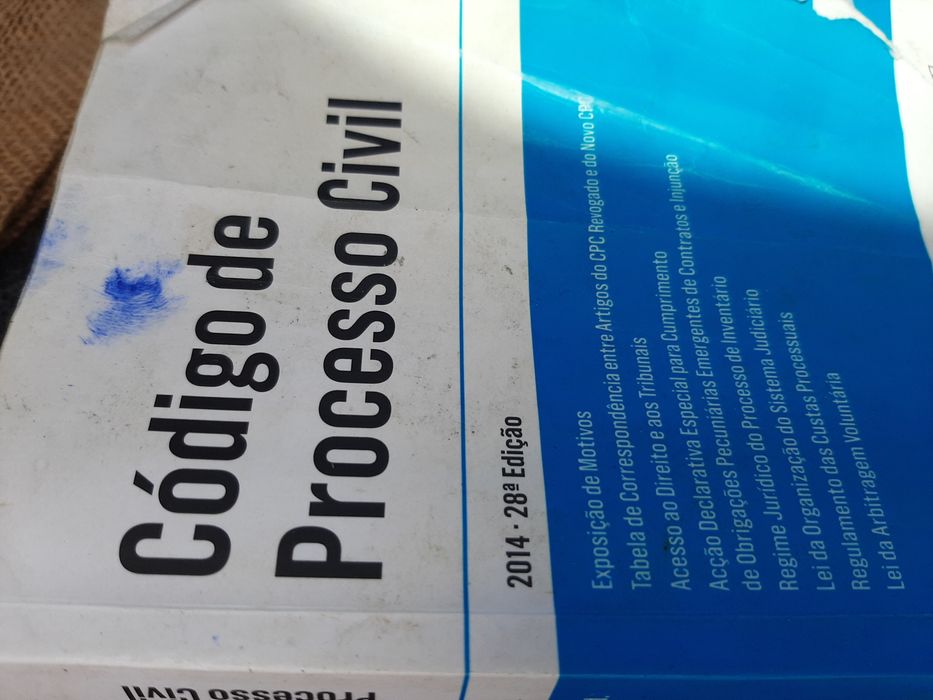 Código de
Processo Civil
2014 · 28ª Edição
Exposição de Motivos
Tabela de Correspondência entre Artigos do CPC Revogado e do Novo CPC
Acesso ao Direito e aos Tribunais
Acção Declarativa Especial para Cumprimento
de Obrigações Pecuniárias Emergentes de Contratos e Injunção
Regime Jurídico do Processo de Inventário
Lei da Organização do Sistema Judiciário
Regulamento das Custas Processuais
Lei da Arbitragem Voluntária
Processo Civil